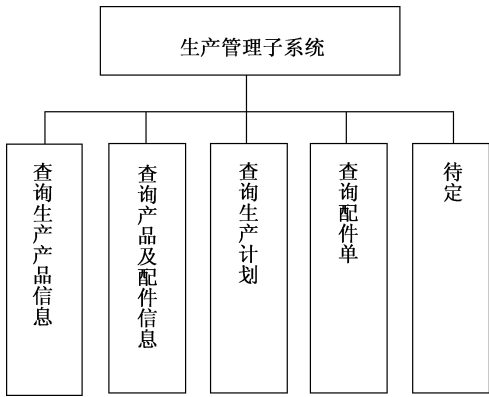 生产管理子系统
查询生产产品信息
查询产品及配件信息
查询生产计划
查询配件单
待定